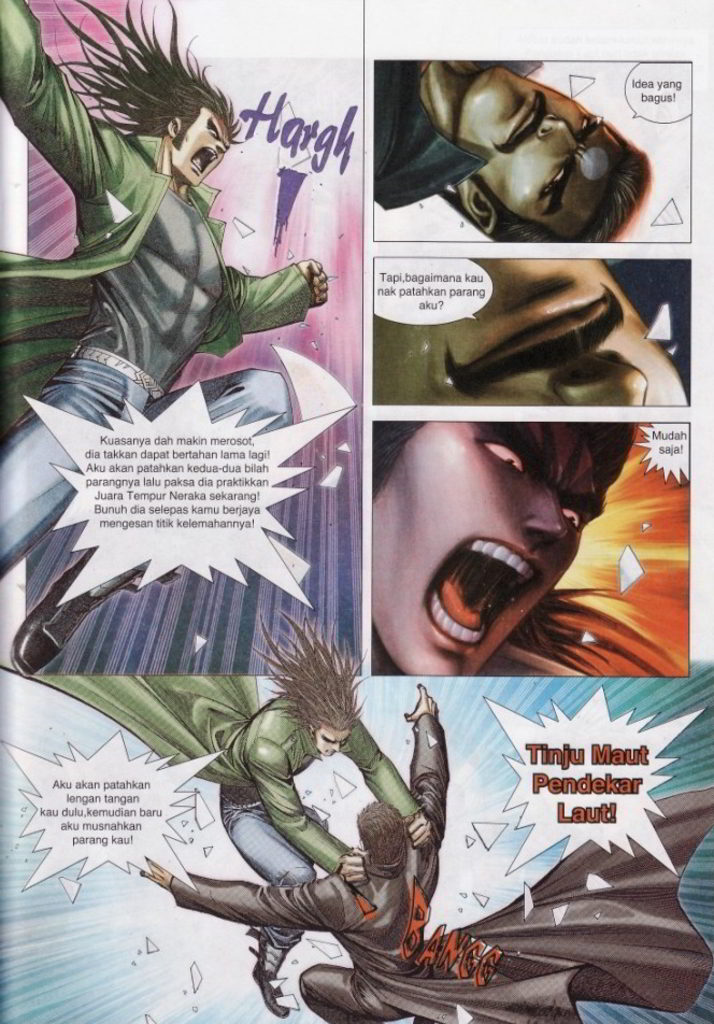 Hargh
!
Kuasanya dah makin merosot,
dia takkan dapat bertahan lama lagi!
Aku akan patahkan kedua-dua bilah
parangnya lalu paksa dia praktikkan
Juara Tempur Neraka sekarang!
Bunuh dia selepas kamu berjaya
mengesan titik kelemahannya!
Idea yang
bagus!
Tapi,bagaimana kau
nak patahkan parang
aku?
Mudah
saja!
Aku akan patahkan
lengan tangan
kau dulu,kemudian baru
aku musnahkan
parang kau!
Tinju Maut
Pendekar
Laut!
BANGG